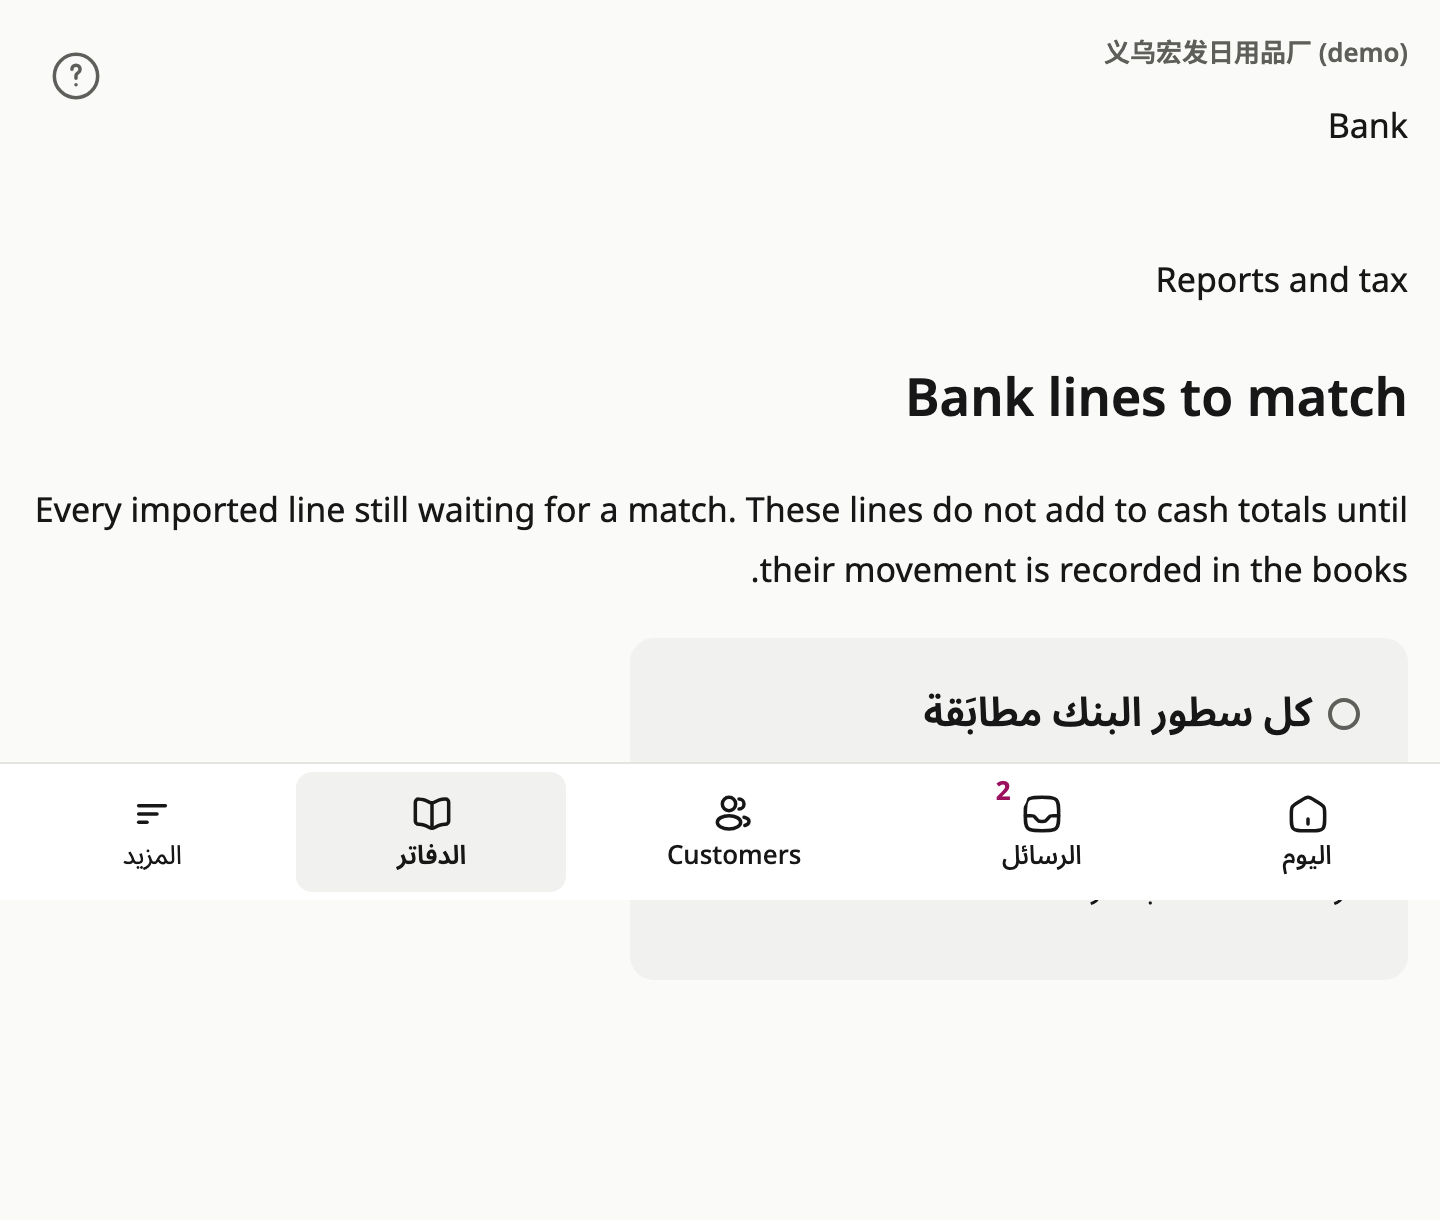 义乌宏发日用品厂 (demo)
Bank
Reports and tax
Bank lines to match
Every imported line still waiting for a match. These lines do not add to cash totals until
their movement is recorded in the books.
كل سطور البنك مطابَقة
اليوم
2
الرسائل
Customers
الدفاتر
المزيد